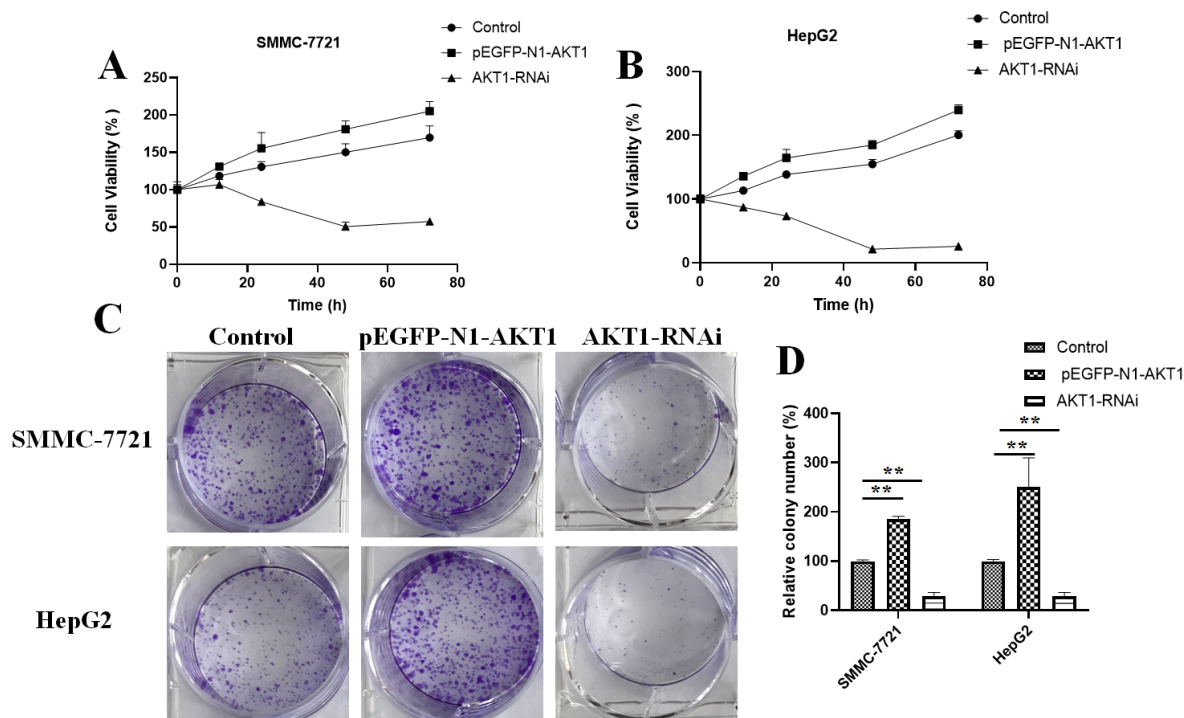 A
SMMC-7721
Control
pEGFP-N1-AKT1
AKT1-RNAi
Cell Viability (% )
250
200
150
100
50
0
0 20 40 60 80
Time (h)
B
HepG2
Control
pEGFP-N1-AKT1
AKT1-RNAi
Cell Viability (% )
300
200
100
0
0 20 40 60 80
Time (h)
C
Control pEGFP-N1-AKT1 AKT1-RNAi
SMMC-7721
HepG2
D
Control
pEGFP-N1-AKT1
AKT1-RNAi
Relative colony number (%)
400
300
200
100
0
**
**
**
**
SMMC-7721
HepG2